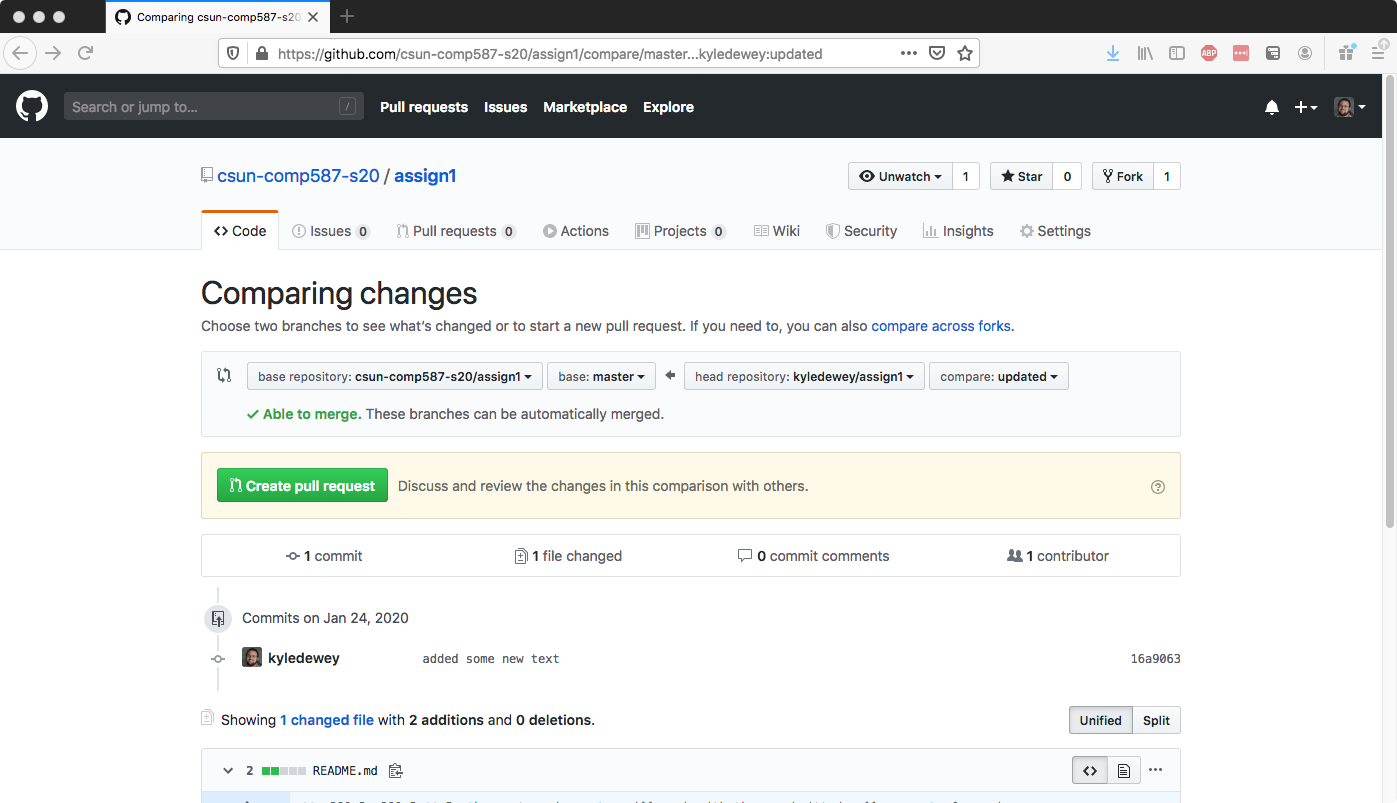 Comparing csun-comp587-s20
https://github.com/csun-comp587-s20/assign1/compare/master...kyledewey:updated
ABP
Search or jump to... /
Pull requests Issues Marketplace Explore
csun-comp587-s20 / assign1
Unwatch 1 Star 0 Fork 1
Code Issues 0 Pull requests 0 Actions Projects 0 Wiki Security Insights Settings
Comparing changes
Choose two branches to see what's changed or to start a new pull request. If you need to, you can also compare across forks.
base repository: csun-comp587-s20/assign1 base: master head repository: kyledewey/assign1 compare: updated
Able to merge. These branches can be automatically merged.
Create pull request Discuss and review the changes in this comparison with others.
1 commit 1 file changed 0 commit comments 1 contributor
Commits on Jan 24, 2020
kyledewey added some new text 16a9063
Showing 1 changed file with 2 additions and 0 deletions.
Unified Split
2 README.md